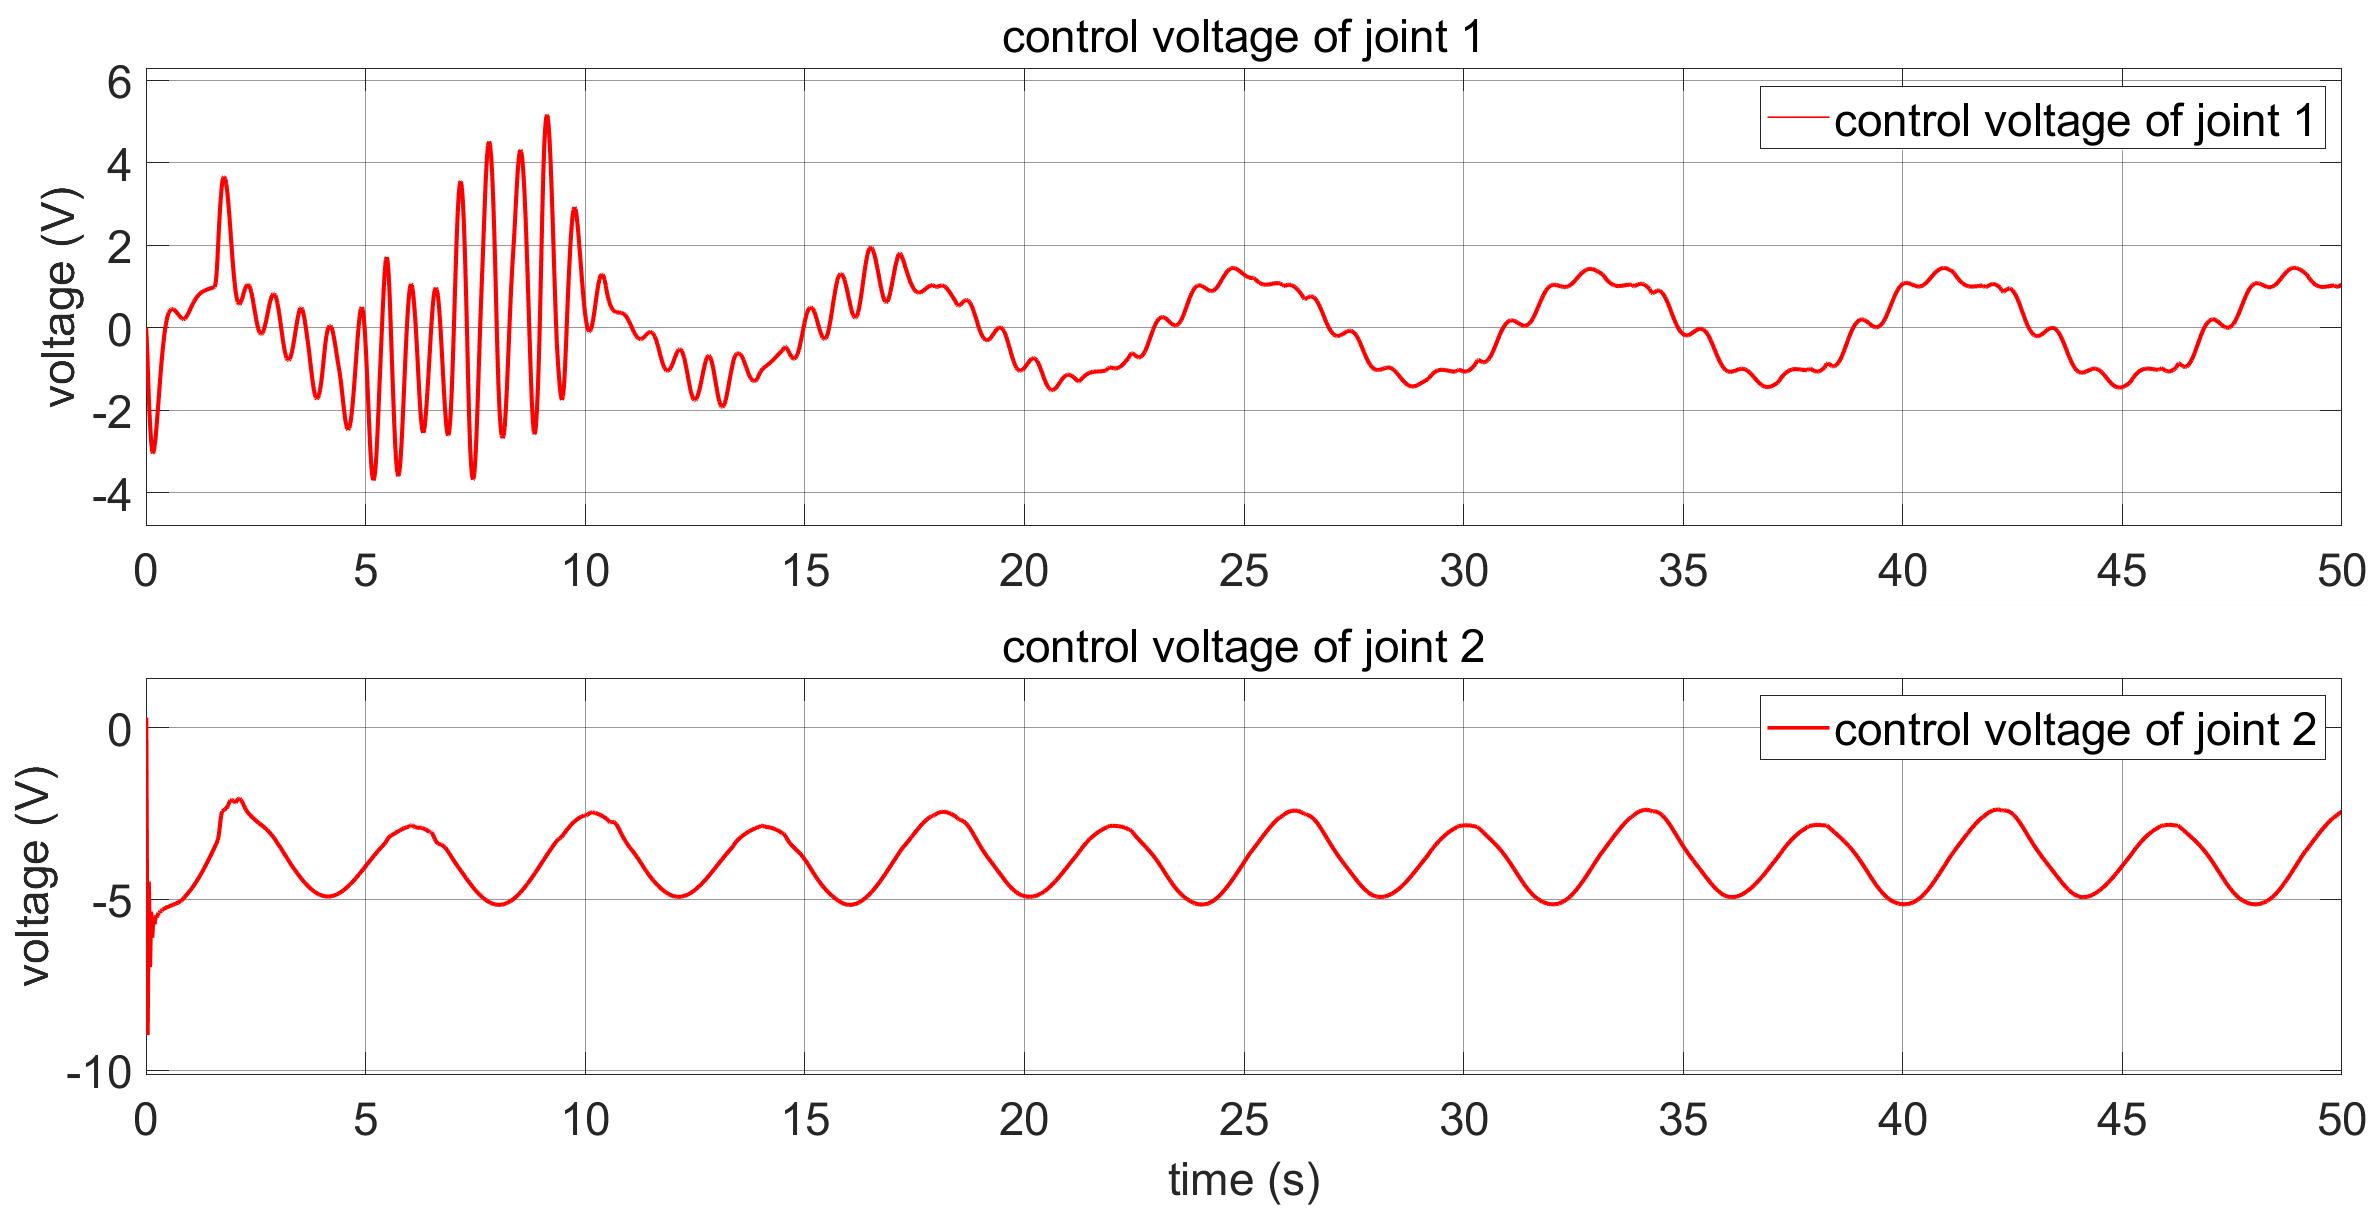 control voltage of joint 1
control voltage of joint 1
voltage (V)
6
4
2
0
-2
-4
0 5 10 15 20 25 30 35 40 45 50
control voltage of joint 2
control voltage of joint 2
voltage (V)
0
-5
-10
0 5 10 15 20 25 30 35 40 45 50
time (s)